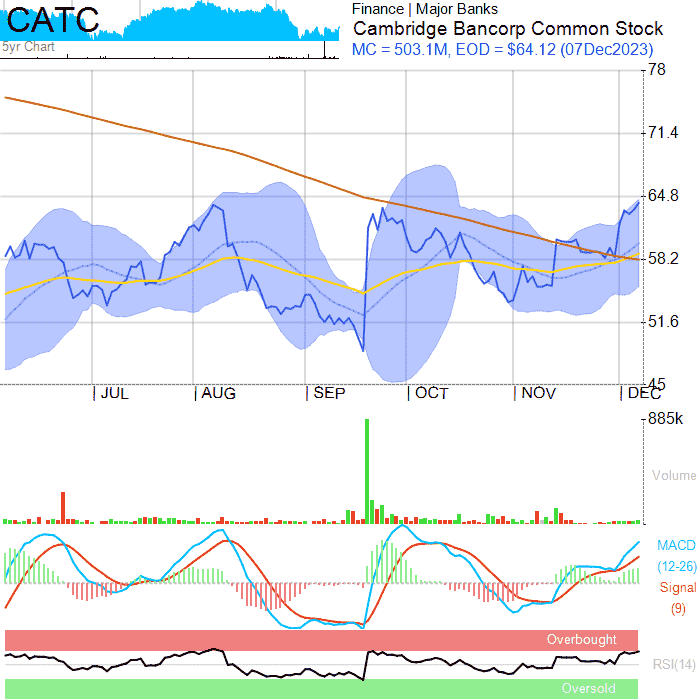 CATC
5yr Chart
Finance | Major Banks
Cambridge Bancorp Common Stock
MC = 503.1M, EOD = $64.12 (07Dec2023)
78
71.4
64.8
58.2
51.6
45
JUL
AUG
SEP
OCT
NOV
DEC
885k
Volume
MACD
(12-26)
Signal
(9)
Overbought
RSI(14)
Oversold